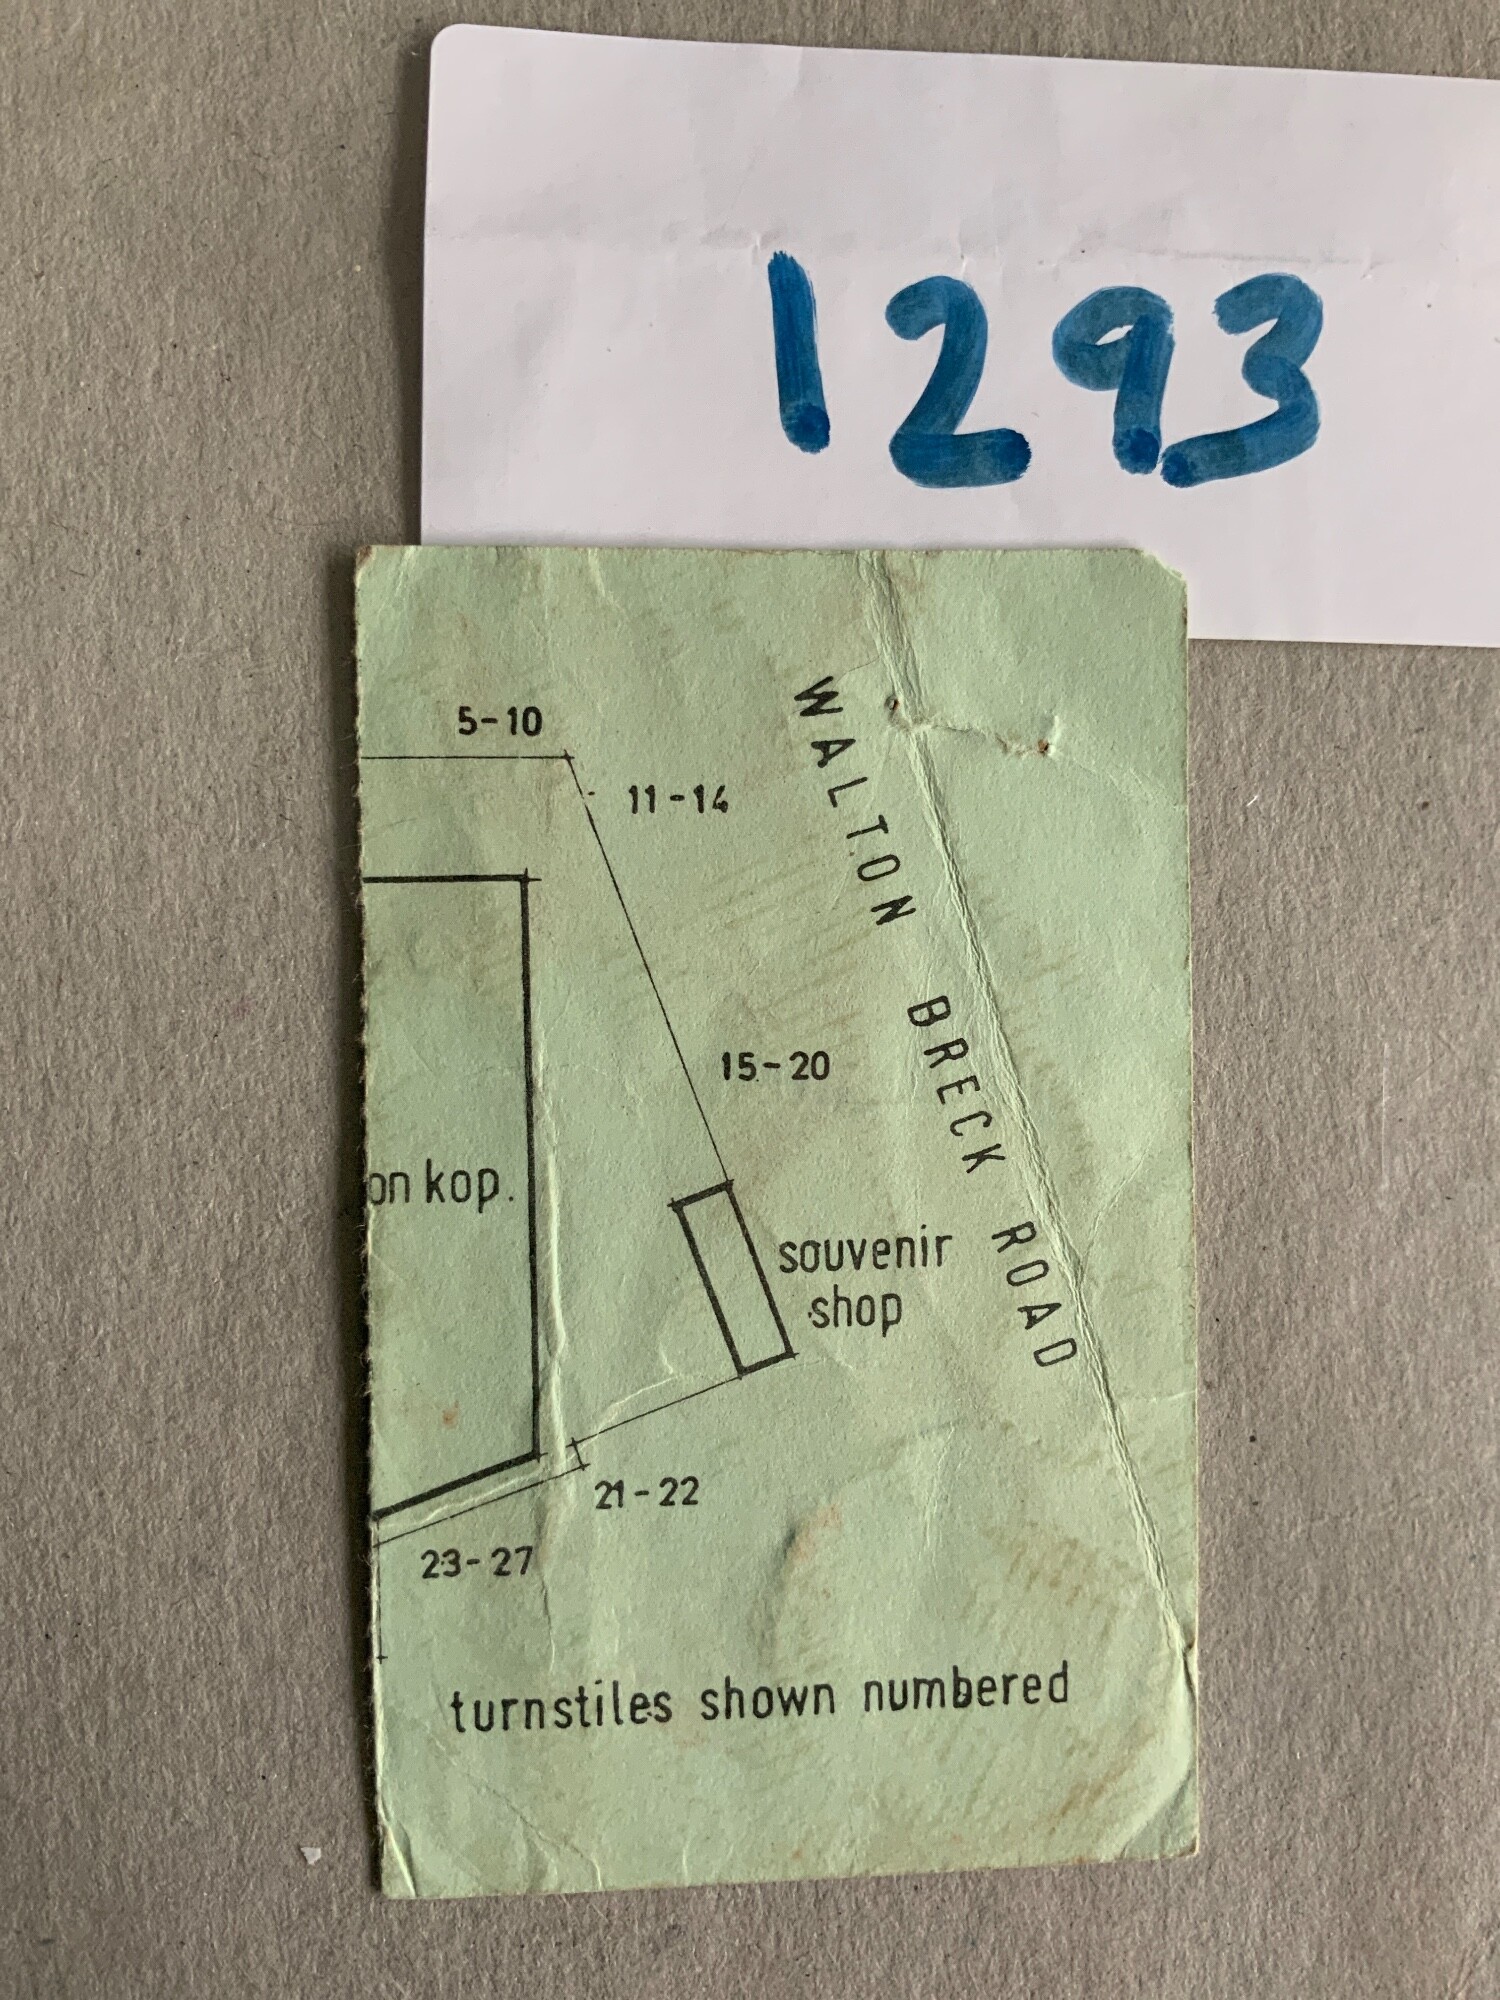 1293
5-10
11-14
WALTON BRECK ROAD
15-20
on kop.
souvenir
shop
21-22
23-27
turnstiles shown numbered